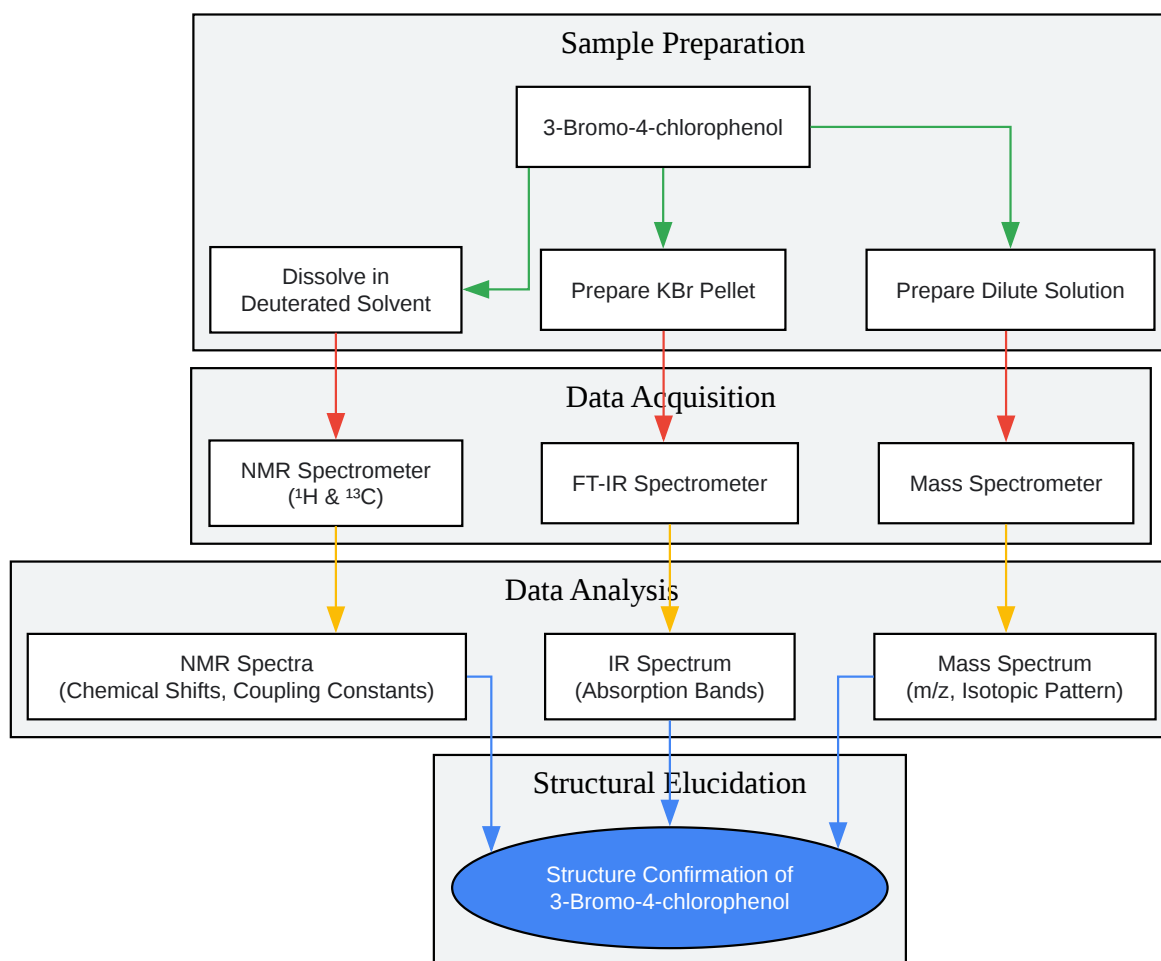 Sample Preparation
3-Bromo-4-chlorophenol
Dissolve in
Deuterated Solvent
Prepare KBr Pellet
Prepare Dilute Solution
Data Acquisition
NMR Spectrometer
(¹H & ¹³C)
FT-IR Spectrometer
Mass Spectrometer
Data Analysis
NMR Spectra
(Chemical Shifts, Coupling Constants)
IR Spectrum
(Absorption Bands)
Mass Spectrum
(m/z, Isotopic Pattern)
Structural Elucidation
Structure Confirmation of
3-Bromo-4-chlorophenol